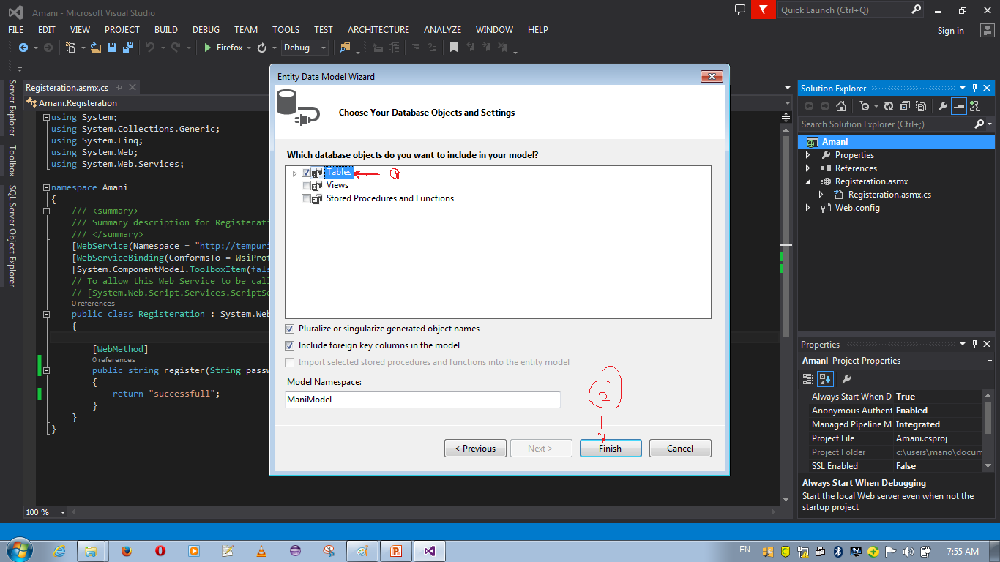 Amani - Microsoft Visual Studio
Quick Launch (Ctrl+Q)
FILE EDIT VIEW PROJECT BUILD DEBUG TEAM TOOLS TEST ARCHITECTURE ANALYZE WINDOW HELP
Sign in
Firefox Debug
Server Explorer
Toolbox
SQL Server Object Explorer
Registeration.asmx.cs
Amani.Registeration
using System;
using System.Collections.Generic;
using System.Linq;
using System.Web;
using System.Web.Services;
namespace Amani
{
/// <summary>
/// Summary description for Registerati
/// </summary>
[WebService(Namespace = "http://tempuri
[WebServiceBinding(ConformsTo = WsiProf
[System.ComponentModel.ToolboxItem(fals
// To allow this Web Service to be cal
// [System.Web.Script.Services.ScriptSe
0 references
public class Registeration : System.Web
{
[WebMethod]
0 references
public string register(String passw
{
return "successfull";
}
}
}
100 %
Entity Data Model Wizard
Choose Your Database Objects and Settings
Which database objects do you want to include in your model?
Tables
Views
Stored Procedures and Functions
Pluralize or singularize generated object names
Include foreign key columns in the model
Import selected stored procedures and functions into the entity model
Model Namespace:
ManiModel
2
< Previous Next > Finish Cancel
Solution Explorer
Search Solution Explorer (Ctrl+;)
Amani
Properties
References
Registeration.asmx
Registeration.asmx.cs
Web.config
Properties
Amani Project Properties
Always Start When D True
Anonymous Authent Enabled
Managed Pipeline M Integrated
Project File Amani.csproj
Project Folder c:\users\mano\docum
SSL Enabled False
Always Start When Debugging
Start the local Web server even when not the
startup project
EN
7:55 AM